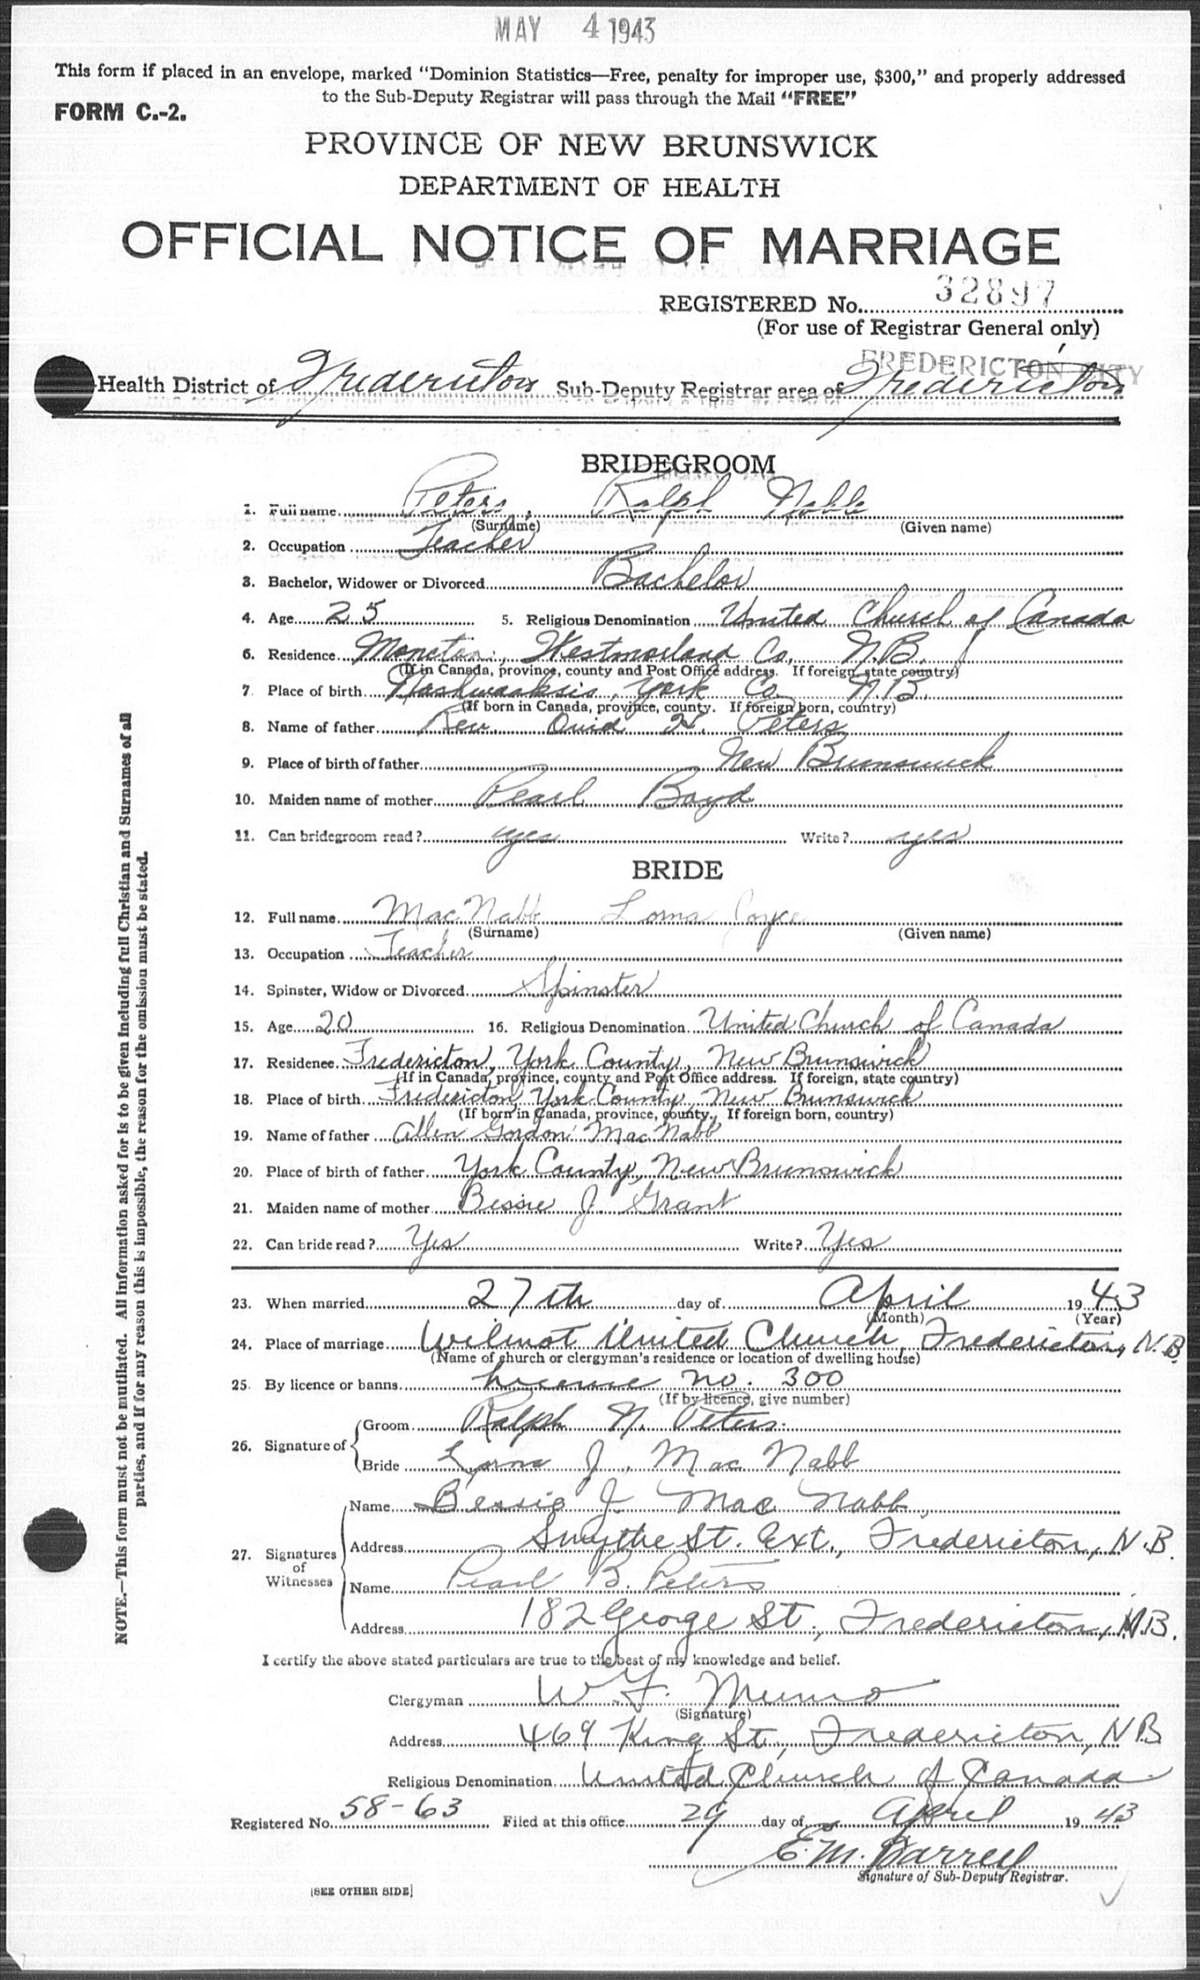 MAY 4 1943
This form if placed in an envelope, marked "Dominion Statistics—Free, penalty for improper use, $300," and properly addressed
to the Sub-Deputy Registrar will pass through the Mail "FREE"
FORM C.-2.
PROVINCE OF NEW BRUNSWICK
DEPARTMENT OF HEALTH
OFFICIAL NOTICE OF MARRIAGE
REGISTERED No. 32897
(For use of Registrar General only)
FREDERICTON CITY
Health District of Fredericton Sub-Deputy Registrar area of Fredericton
BRIDEGROOM
1. Full name Peters, Ralph Noble
(Surname) (Given name)
2. Occupation Teacher
3. Bachelor, Widower or Divorced Bachelor
4. Age 25 5. Religious Denomination United Church of Canada
6. Residence Moncton, Westmorland Co. N.B.
(If in Canada, province, county and Post Office address. If foreign, state country)
7 Place of birth Nashwaaksis, York Co. N.B.
(If born in Canada, province, county. If foreign born, country)
8. Name of father Rev. Ovid Peters
9. Place of birth of father New Brunswick
10. Maiden name of mother Pearl Boyd
11. Can bridegroom read? yes Write? yes
BRIDE
12. Full name MacNabb Lorna Joyce
(Surname) (Given name)
13. Occupation Teacher
14. Spinster, Widow or Divorced Spinster
15. Age 20 16. Religious Denomination United Church of Canada
17. Residence Fredericton, York County, New Brunswick
(If in Canada, province, county and Post Office address. If foreign, state country)
18. Place of birth Fredericton, York County, New Brunswick
(If born in Canada, province, county. If foreign born, country)
19. Name of father Allen Gordon MacNabb
20. Place of birth of father York County, New Brunswick
21. Maiden name of mother Bessie J. Grant
22. Can bride read? Yes Write? Yes
23. When married 27th day of April 1943
(Month) (Year)
24. Place of marriage Wilmot United Church, Fredericton, N.B.
(Name of church or clergyman's residence or location of dwelling house)
25. By licence or banns License no. 300
(If by licence, give number)
26. Signature of
Groom Ralph N. Peters.
Bride Lorna J. MacNabb
27. Signatures of Witnesses
Name Bessie J MacNabb
Address Smythe St. Ext., Fredericton, N.B.
Name Pearl B. Peters
Address 182 George St., Fredericton, N.B.
I certify the above stated particulars are true to the best of my knowledge and belief.
Clergyman W. F. Munro
(Signature)
Address 469 King St., Fredericton, N B
Religious Denomination United Church of Canada
Registered No. 58-63 Filed at this office 29 day of April 1943
E. M. Barrell
Signature of Sub-Deputy Registrar.
[SEE OTHER SIDE]
NOTE.—This form must not be mutilated. All information asked for is to be given including full Christian and Surnames of all
parties, and if for any reason this is impossible, the reason for the omission must be stated.